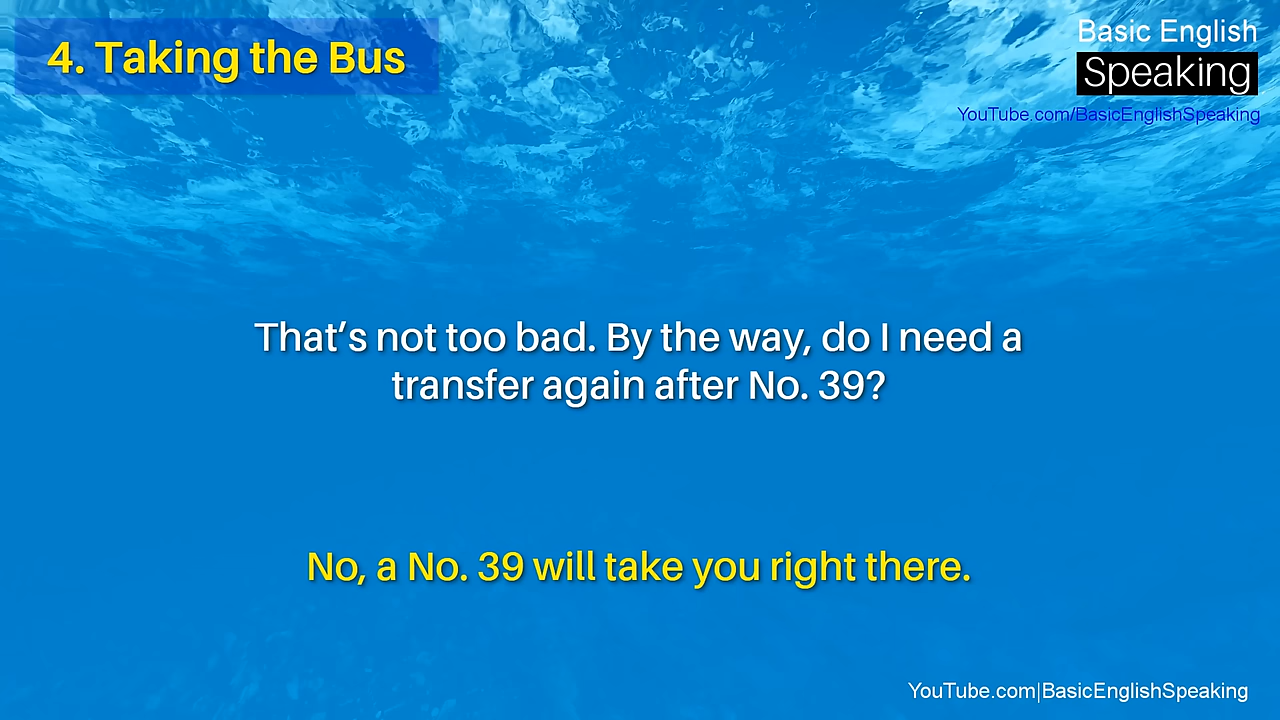 4. Taking the Bus
Basic English
Speaking
YouTube.com/BasicEnglishSpeaking
That’s not too bad. By the way, do I need a
transfer again after No. 39?
No, a No. 39 will take you right there.
YouTube.com|BasicEnglishSpeaking